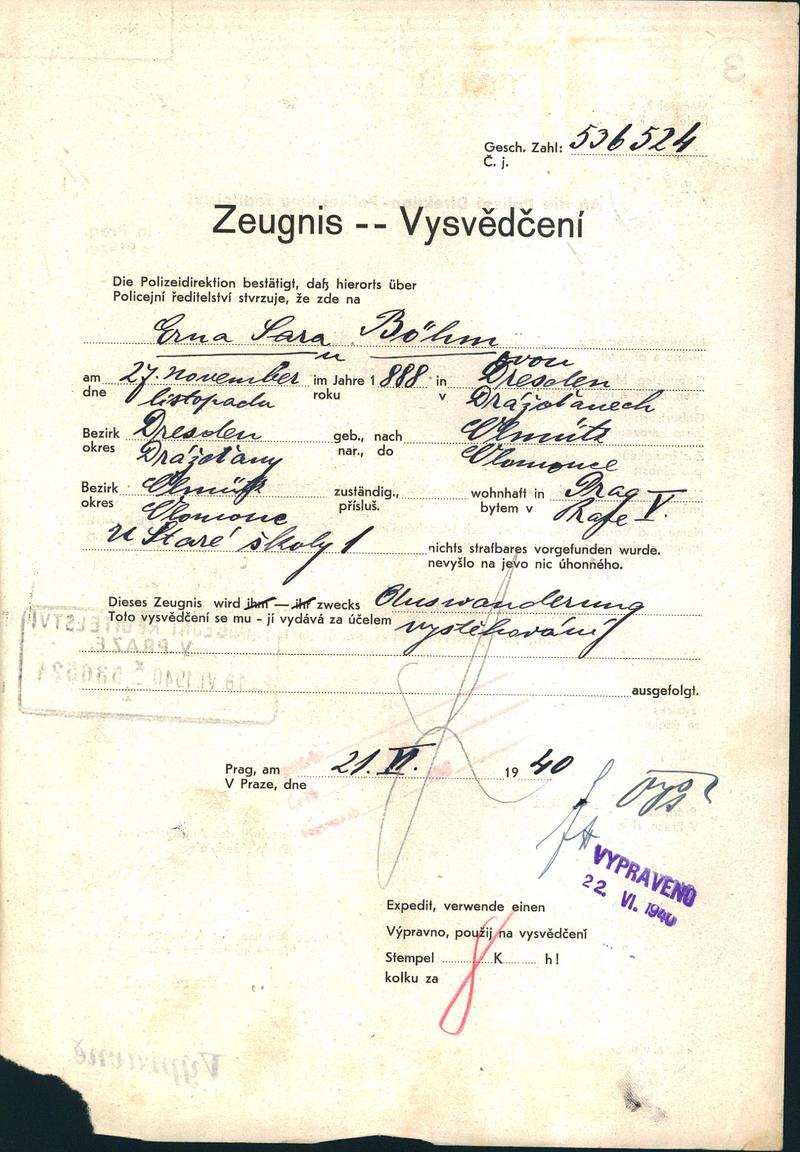 Gesch. Zahl: 536524
Č. j.
Zeugnis -- Vysvědčení
Die Polizeidirektion bestätigt, daß hierorts über
Policejní ředitelství stvrzuje, že zde na
Erna Sara Böhm
von
am 27. november im Jahre 1888 in Dresden
dne listopadu roku v Drážďanech
Bezirk Dresden geb., nach Olmütz
okres Drážďany nar., do Olomouce
Bezirk Olmütz zuständig., wohnhaft in Prag V.
okres Olomouc přísluš. bytem v Praze
U Staré školy 1 nichts strafbares vorgefunden wurde.
nevyšlo na jevo nic úhonného.
Dieses Zeugnis wird ihm — ihr zwecks Auswanderung
Toto vysvědčení se mu - jí vydává za účelem vystěhování
ausgefolgt.
Prag, am 21. VI. 1940
V Praze, dne
VYPRAVENO
22. VI. 1940
Expedit, verwende einen
Výpravno, použij na vysvědčení
Stempel K h!
kolku za